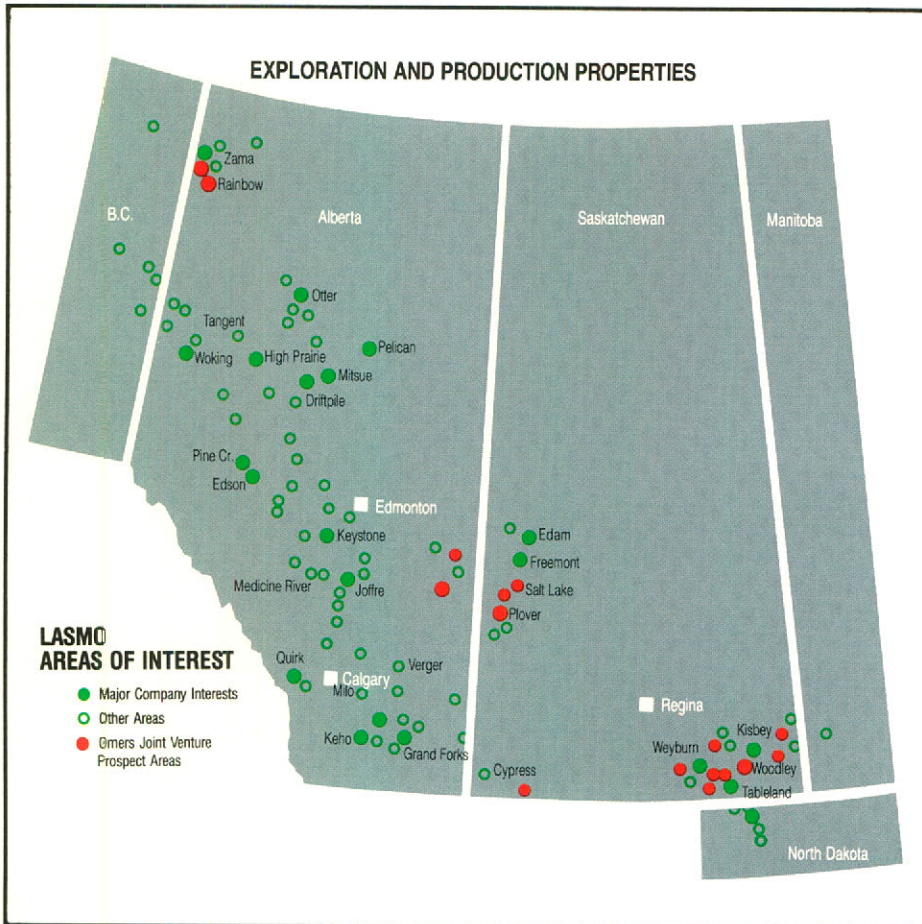 EXPLORATION AND PRODUCTION PROPERTIES
Zama
Rainbow
B.C.
Alberta
Saskatchewan
Manitoba
Otter
Tangent
Woking
High Prairie
Pelican
Mitsue
Driftpile
Pine Cr.
Edson
Edmonton
Keystone
Edam
Freemont
Medicine River
Joffre
Salt Lake
Plover
LASMO
AREAS OF INTEREST
Major Company Interests
Other Areas
Omers Joint Venture
Prospect Areas
Quirk
Calgary
Verger
Milo
Keho
Grand Forks
Regina
Kisbey
Weyburn
Woodley
Cypress
Tableland
North Dakota